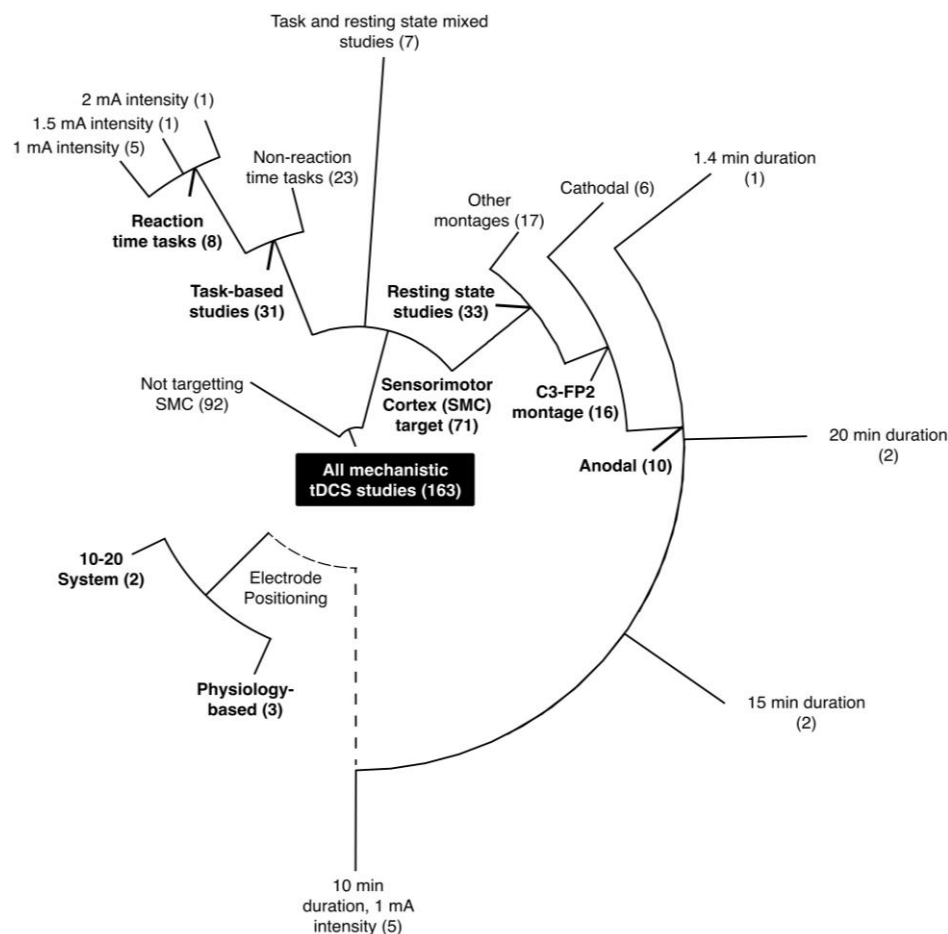 Task and resting state mixed
studies (7)
2 mA intensity (1)
1.5 mA intensity (1)
1 mA intensity (5)
Non-reaction
time tasks (23)
Reaction
time tasks (8)
Task-based
studies (31)
1.4 min duration
(1)
Cathodal (6)
Other
montages (17)
Resting state
studies (33)
Not targetting
SMC (92)
Sensorimotor
Cortex (SMC)
target (71)
C3-FP2
montage (16)
Anodal (10)
20 min duration
(2)
All mechanistic
tDCS studies (163)
10-20
System (2)
Electrode
Positioning
Physiology-
based (3)
15 min duration
(2)
10 min
duration, 1 mA
intensity (5)